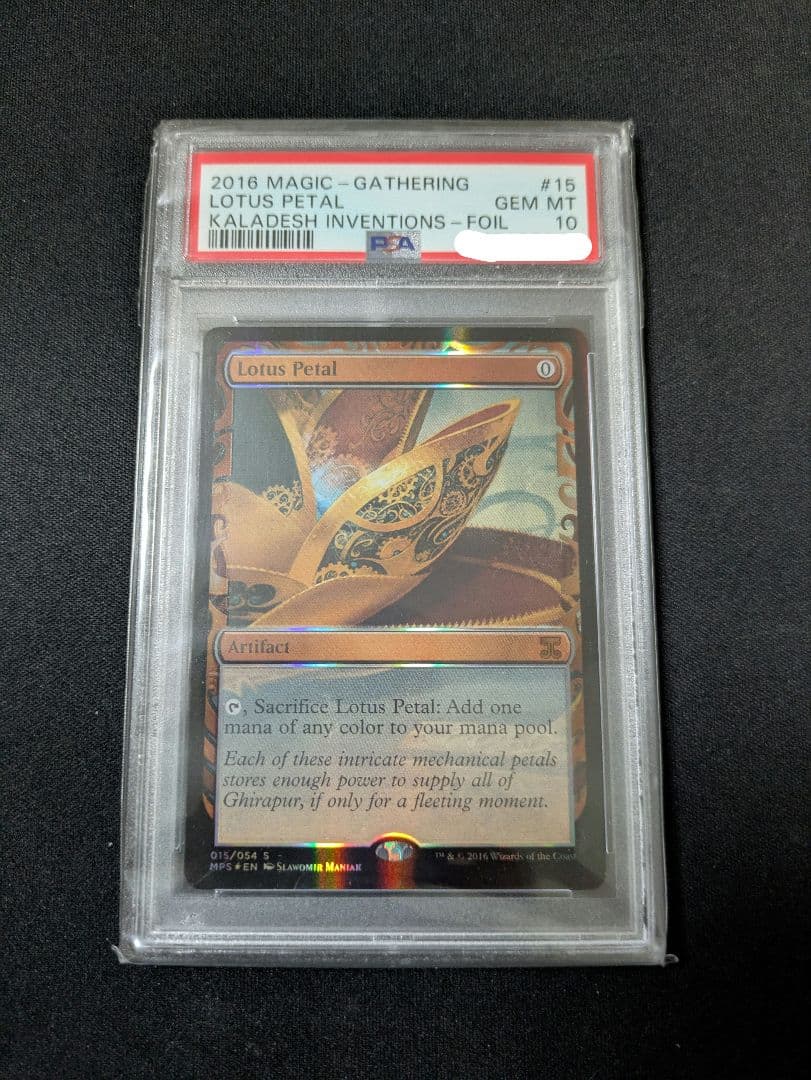 2016 MAGIC - GATHERING #15
LOTUS PETAL GEM MT
KALADESH INVENTIONS - FOIL 10
PSA
Lotus Petal 0
Artifact
, Sacrifice Lotus Petal: Add one
mana of any color to your mana pool.
Each of these intricate mechanical petals
stores enough power to supply all of
Ghirapur, if only for a fleeting moment.
015/054 S
MPS★EN SLAWOMIR MANIAK
™ & © 2016 Wizards of the Coast